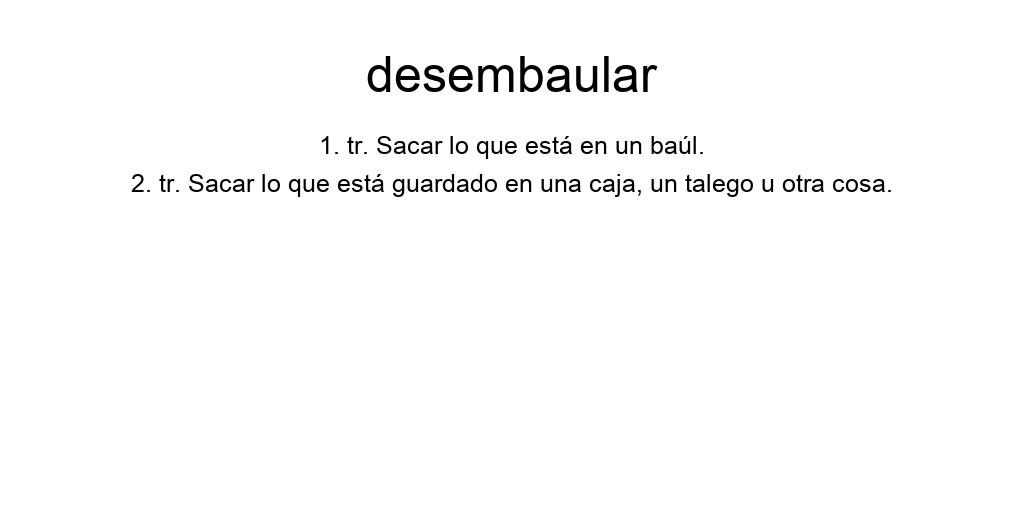 desembaular
1. tr. Sacar lo que está en un baúl.
2. tr. Sacar lo que está guardado en una caja, un talego u otra cosa.